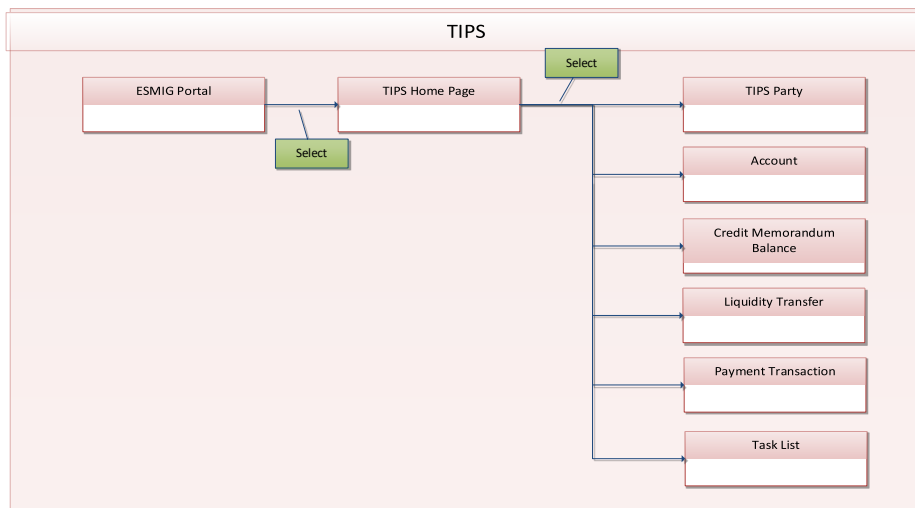 TIPS
Select
ESMIG Portal
TIPS Home Page
TIPS Party
Select
Account
Credit Memorandum
Balance
Liquidity Transfer
Payment Transaction
Task List